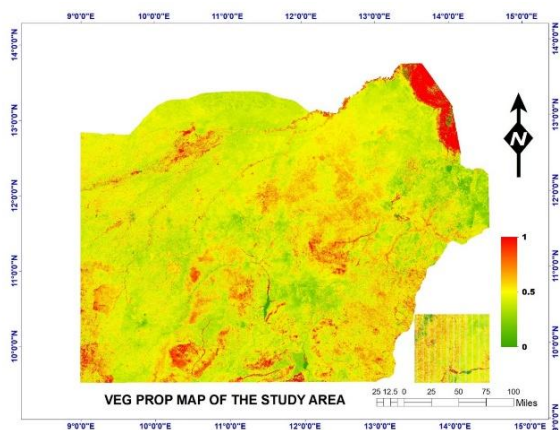 9°0'0"E 10°0'0"E 11°0'0"E 12°0'0"E 13°0'0"E 14°0'0"E 15°0'0"E
14°0'0"N
14°0'0"N
13°0'0"N
13°0'0"N
N
12°0'0"N
12°0'0"N
11°0'0"N
11°0'0"N
1
0.5
0
10°0'0"N
10°0'0"N
VEG PROP MAP OF THE STUDY AREA
25 12.5 0 25 50 75 100
Miles
9°0'0"E 10°0'0"E 11°0'0"E 12°0'0"E 13°0'0"E 14°0'0"E 15°0'0"E